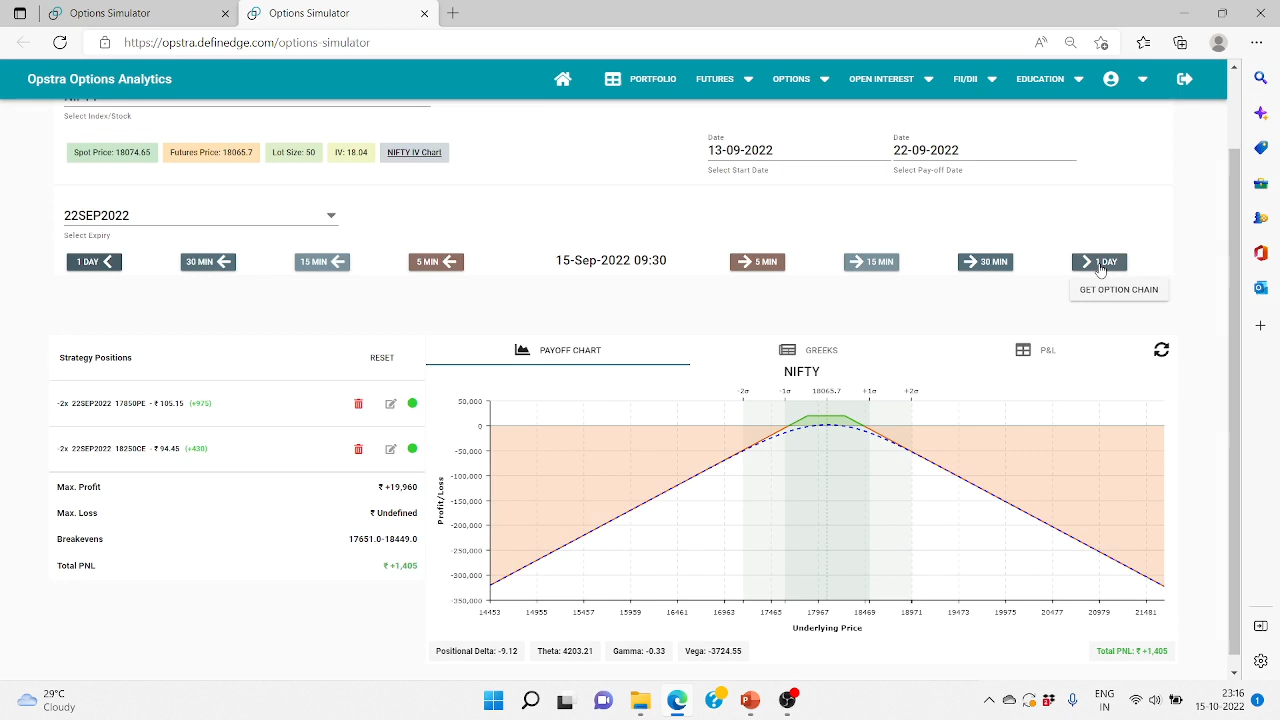 Opstra Options Simulator
Opstra Options Simulator
https://opstra.definedge.com/options-simulator
Opstra Options Analytics
PORTFOLIO
FUTURES
OPTIONS
OPEN INTEREST
FII/DII
EDUCATION
Select Index/Stock
Spot Price: 18074.65
Futures Price: 18065.7
Lot Size: 50
IV: 18.04
NIFTY IV Chart
Date
13-09-2022
Select Start Date
Date
22-09-2022
Select Pay-off Date
22SEP2022
Select Expiry
1 DAY
30 MIN
15 MIN
5 MIN
15-Sep-2022 09:30
5 MIN
15 MIN
30 MIN
1 DAY
GET OPTION CHAIN
Strategy Positions
RESET
-2x 22SEP2022 17850PE - ₹ 105.15 (+975)
-2x 22SEP2022 18250CE - ₹ 94.45 (+430)
Max. Profit ₹ +19,960
Max. Loss ₹ Undefined
Breakevens 17651.0-18449.0
Total PNL ₹ +1,405
PAYOFF CHART
GREEKS
P&L
NIFTY
-2σ -1σ 18065.7 +1σ +2σ
50,000
0
-50,000
-100,000
-150,000
-200,000
-250,000
-300,000
-350,000
Profit/Loss
14453 14955 15457 15959 16461 16963 17465 17967 18469 18971 19473 19975 20477 20979 21481
Underlying Price
Positional Delta: -9.12
Theta: 4203.21
Gamma: -0.33
Vega: -3724.55
Total PNL: ₹ +1,405
29°C
Cloudy
ENG
IN
23:16
15-10-2022
1